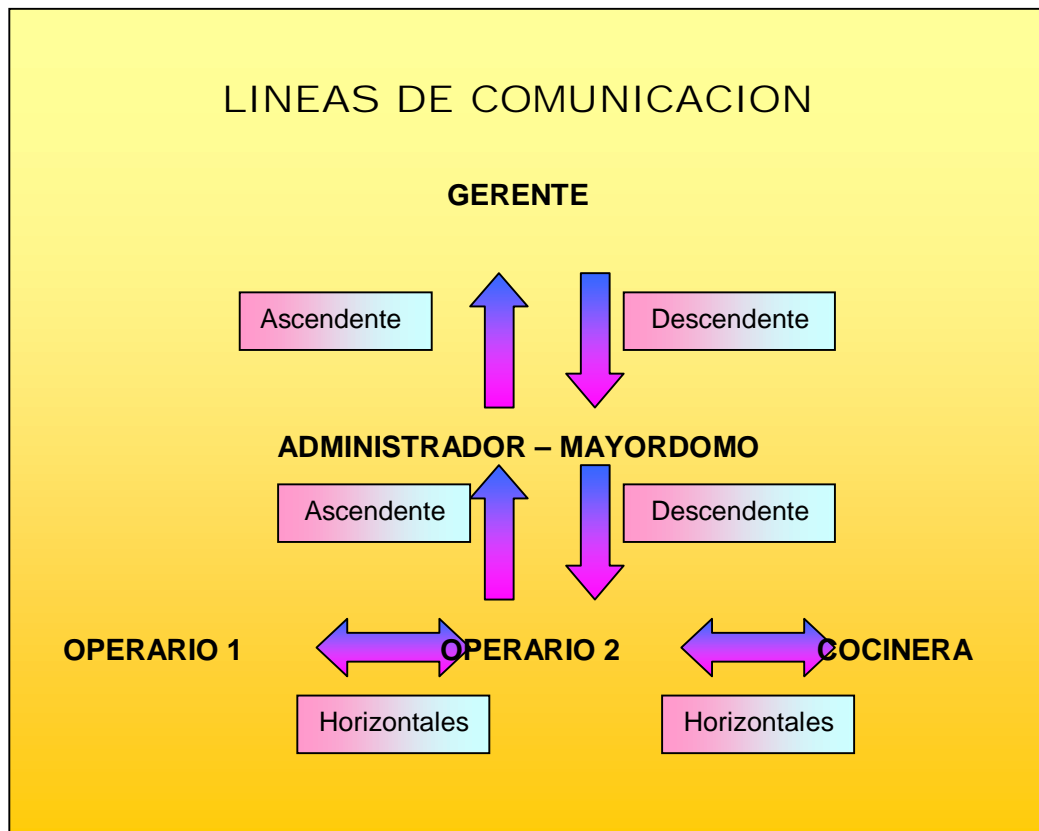 LINEAS DE COMUNICACION
GERENTE
Ascendente
Descendente
ADMINISTRADOR – MAYORDOMO
Ascendente
Descendente
OPERARIO 1
OPERARIO 2
COCINERA
Horizontales
Horizontales